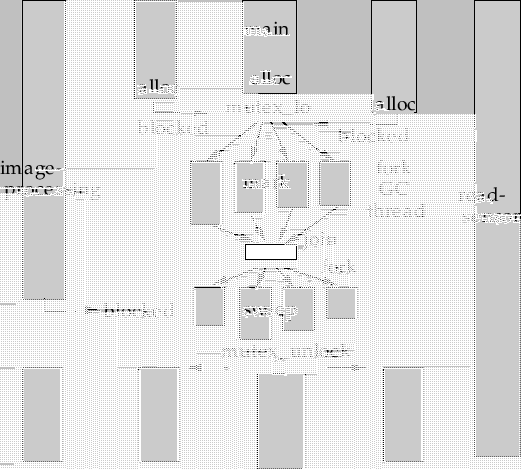 main
alloc
alloc
alloc
mutex_lo
blocked
blocked
image-
processing
mark
fork
GC
thread
read-
sensor
join
fork
blocked
sweep
mutex_unlock